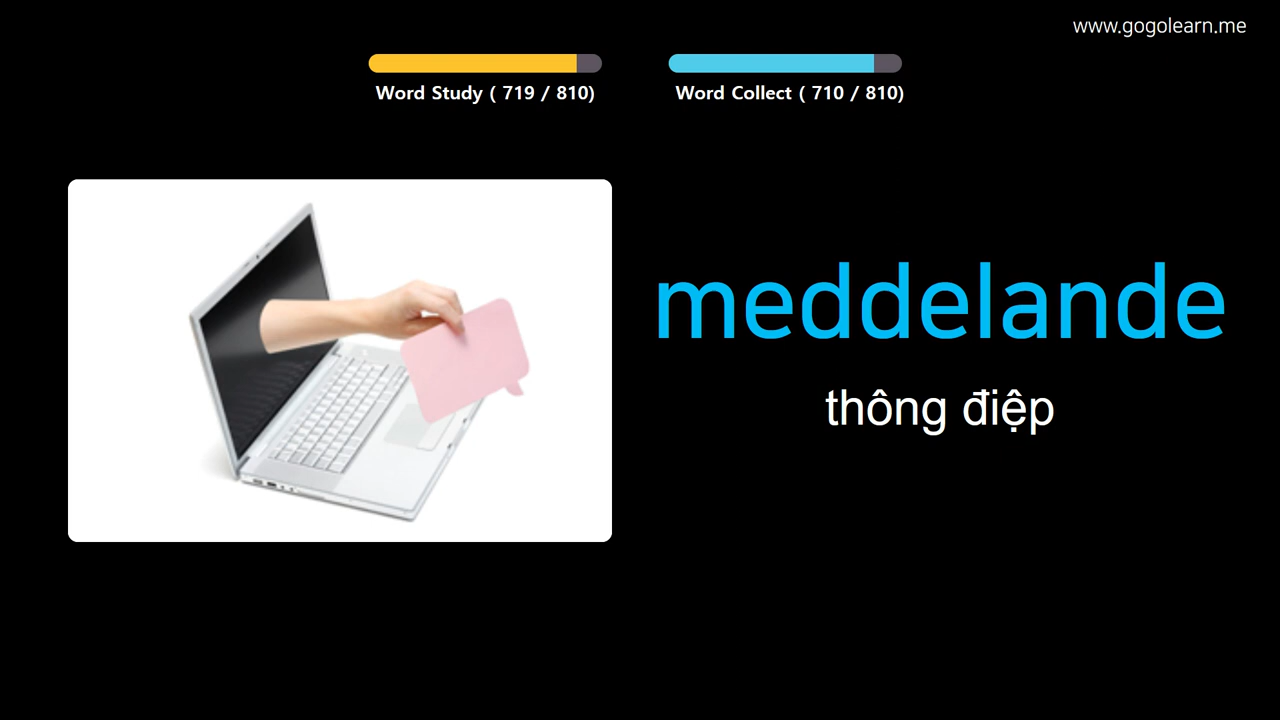 www.gogolearn.me
Word Study ( 719 / 810)
Word Collect ( 710 / 810)
meddelande
thông điệp